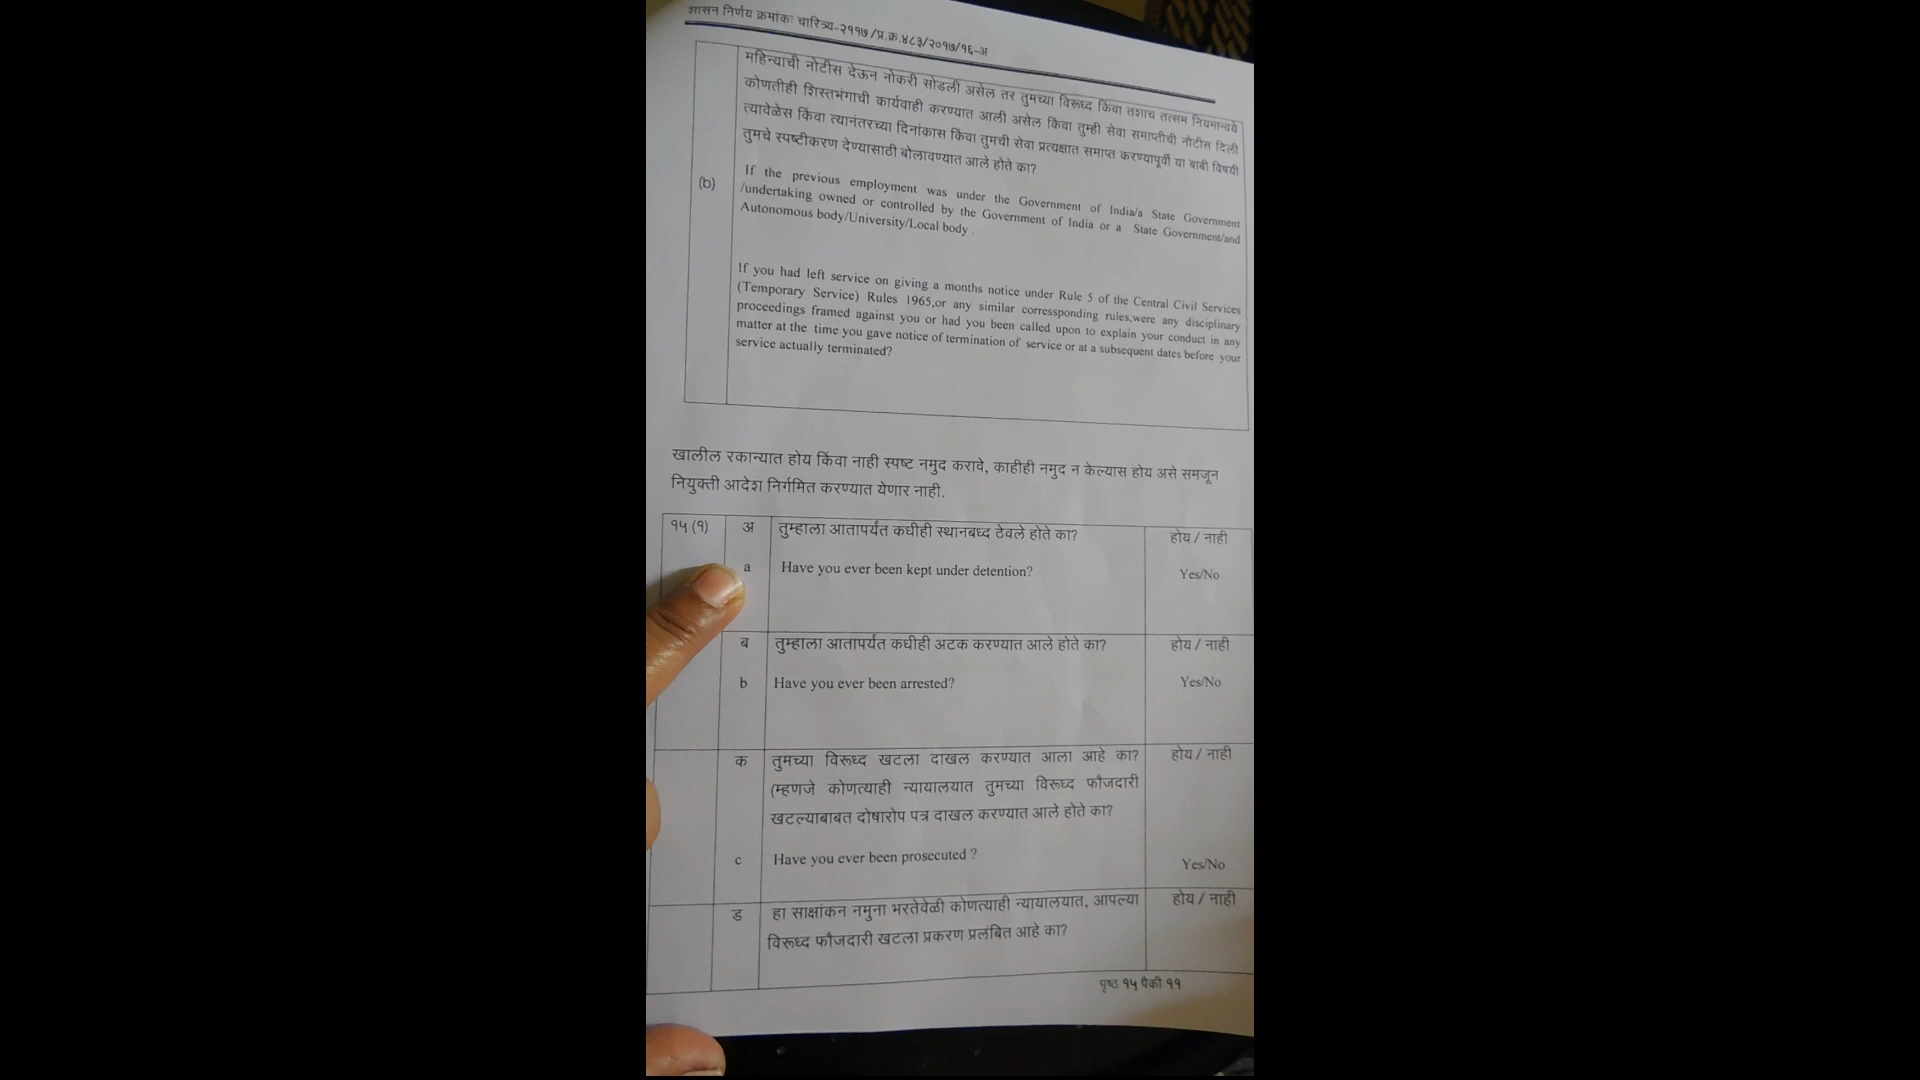 शासन निर्णय क्रमांकः चारित्र्य-२११७/प्र.क्र.४८३/२०१७/१६-अ
महिन्याची नोटीस देऊन नोकरी सोडली असेल तर तुमच्या विरूध्द किंवा तशाच तत्सम नियमान्वये
कोणतीही शिस्तभंगाची कार्यवाही करण्यात आली असेल किंवा तुम्ही सेवा समाप्तीची नोटीस दिली
त्यावेळेस किंवा त्यानंतरच्या दिनांकास किंवा तुमची सेवा प्रत्यक्षात समाप्त करण्यापूर्वी या बाबी विषयी
तुमचे स्पष्टीकरण देण्यासाठी बोलावण्यात आले होते का?
(b) If the previous employment was under the Government of India/a State Government
/undertaking owned or controlled by the Government of India or a State Government/and
Autonomous body/University/Local body .
If you had left service on giving a months notice under Rule 5 of the Central Civil Services
(Temporary Service) Rules 1965,or any similar corressponding rules,were any disciplinary
proceedings framed against you or had you been called upon to explain your conduct in any
matter at the time you gave notice of termination of service or at a subsequent dates before your
service actually terminated?
खालील रकान्यात होय किंवा नाही स्पष्ट नमुद करावे, काहीही नमुद न केल्यास होय असे समजून
नियुक्ती आदेश निर्गमित करण्यात येणार नाही.
१५ (१) अ तुम्हाला आतापर्यंत कधीही स्थानबध्द ठेवले होते का? होय / नाही
a Have you ever been kept under detention? Yes/No
ब तुम्हाला आतापर्यंत कधीही अटक करण्यात आले होते का? होय / नाही
b Have you ever been arrested? Yes/No
क तुमच्या विरूध्द खटला दाखल करण्यात आला आहे का? होय / नाही
(म्हणजे कोणत्याही न्यायालयात तुमच्या विरूध्द फौजदारी
खटल्याबाबत दोषारोप पत्र दाखल करण्यात आले होते का?
c Have you ever been prosecuted ? Yes/No
ड हा साक्षांकन नमुना भरतेवेळी कोणत्याही न्यायालयात, आपल्या होय / नाही
विरूध्द फौजदारी खटला प्रकरण प्रलंबित आहे का?
पृष्ठ १५ पैकी ११